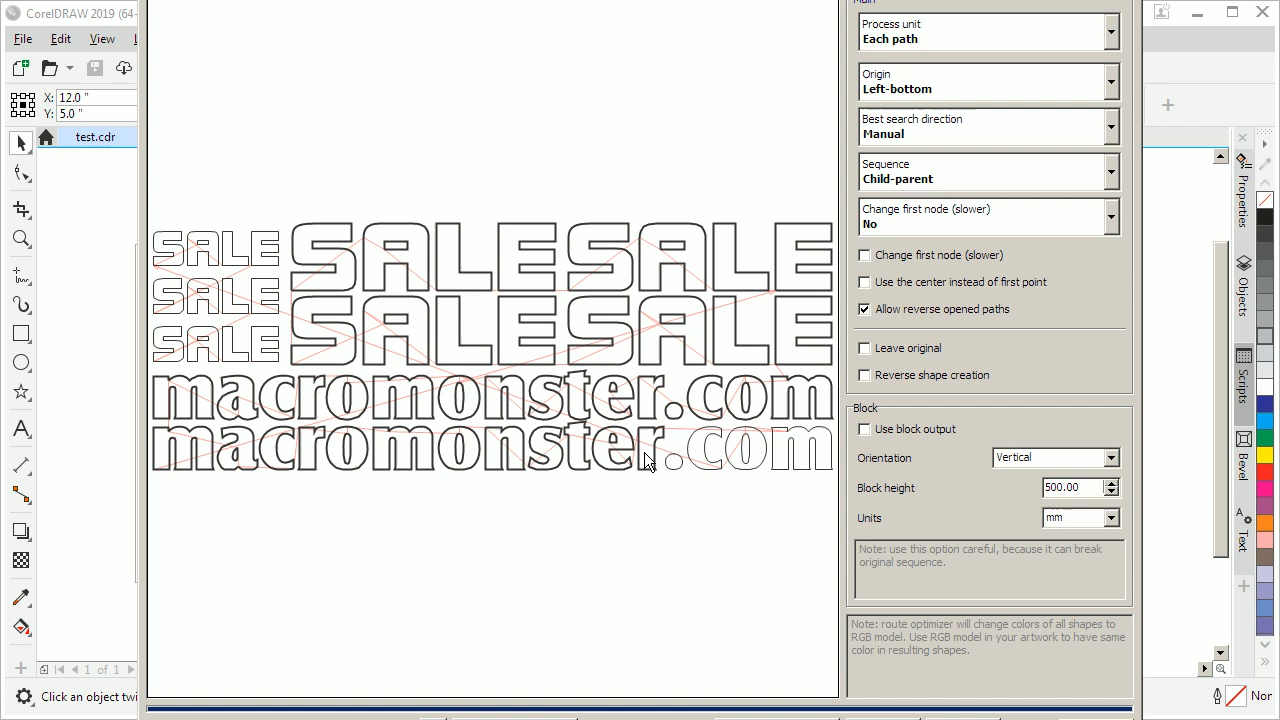 CorelDRAW 2019 (64-
File Edit View
X: 12.0 "
Y: 5.0 "
test.cdr
SALE
SALE
SALE
SALESALE
SALESALE
macromonster.com
macromonster.com
Main
Process unit
Each path
Origin
Left-bottom
Best search direction
Manual
Sequence
Child-parent
Change first node (slower)
No
Change first node (slower)
Use the center instead of first point
Allow reverse opened paths
Leave original
Reverse shape creation
Block
Use block output
Orientation Vertical
Block height 500.00
Units mm
Note: use this option careful, because it can break
original sequence.
Note: route optimizer will change colors of all shapes to
RGB model. Use RGB model in your artwork to have same
color in resulting shapes.
Properties
Objects
Scripts
Bevel
Text
1 of 1
Click an object twi
Nor